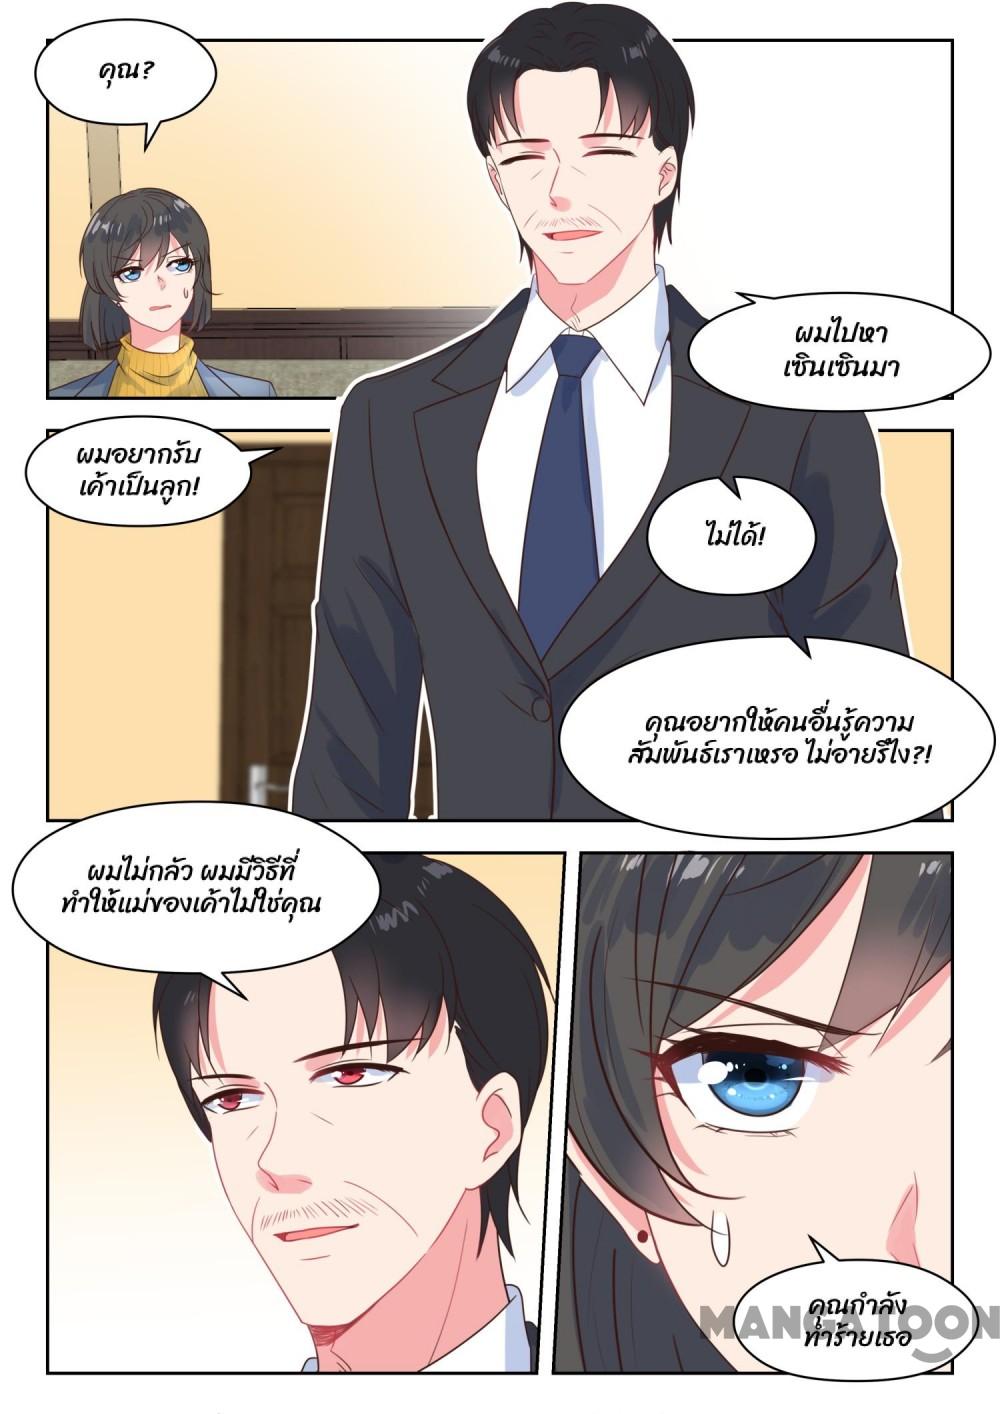 คุณ?
ผมไปหา
เซินเซินมา
ผมอยากรับ
เค้าเป็นลูก!
ไม่ได้!
คุณอยากให้คนอื่นรู้ความ
สัมพันธ์เราเหรอ ไม่อายรึไง?!
ผมไม่กลัว ผมมีวิธีที่
ทำให้แม่ของเค้าไม่ใช่คุณ
คุณกำลัง
ทำร้ายเธอ
MANGATOON